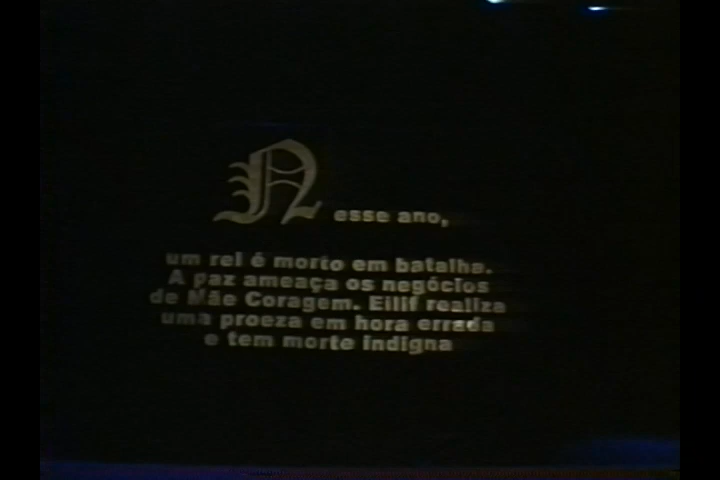 Nesse ano,
um rei é morto em batalha.
A paz ameaça os negócios
de Mãe Coragem. Eilif realiza
uma proeza em hora errada
e tem morte indigna